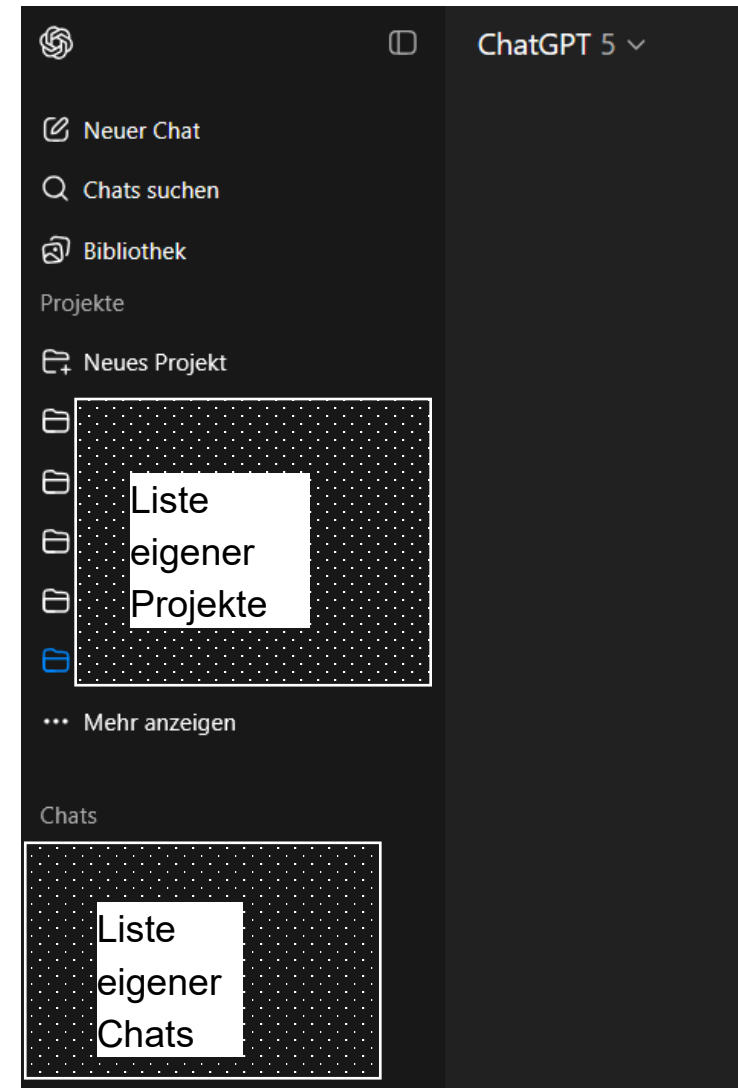 ChatGPT 5
Neuer Chat
Chats suchen
Bibliothek
Projekte
Neues Projekt
Liste
eigener
Projekte
Mehr anzeigen
Chats
Liste
eigener
Chats